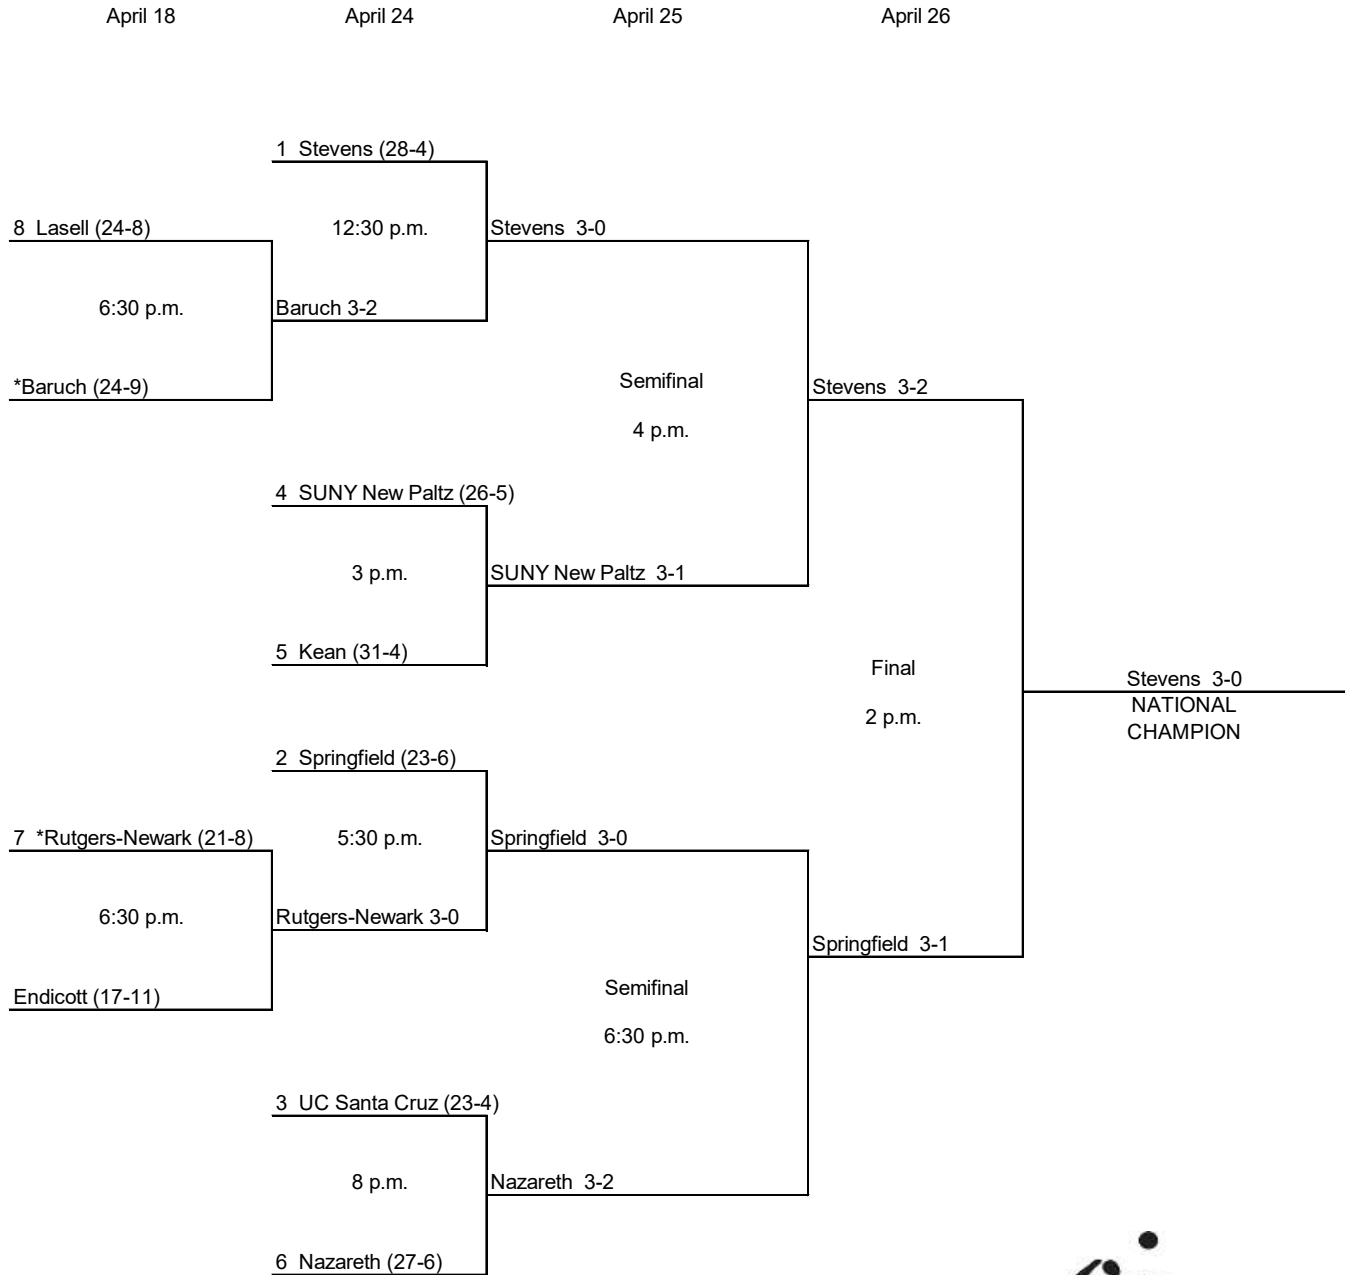 April 18
April 24
April 25
April 26
1 Stevens (28-4)
8 Lasell (24-8)
12:30 p.m.
Stevens 3-0
6:30 p.m.
Baruch 3-2
*Baruch (24-9)
Semifinal
Stevens 3-2
4 p.m.
4 SUNY New Paltz (26-5)
3 p.m.
SUNY New Paltz 3-1
5 Kean (31-4)
Final
Stevens 3-0
NATIONAL
2 p.m.
CHAMPION
2 Springfield (23-6)
7 *Rutgers-Newark (21-8)
5:30 p.m.
Springfield 3-0
6:30 p.m.
Rutgers-Newark 3-0
Springfield 3-1
Endicott (17-11)
Semifinal
6:30 p.m.
3 UC Santa Cruz (23-4)
8 p.m.
Nazareth 3-2
6 Nazareth (27-6)